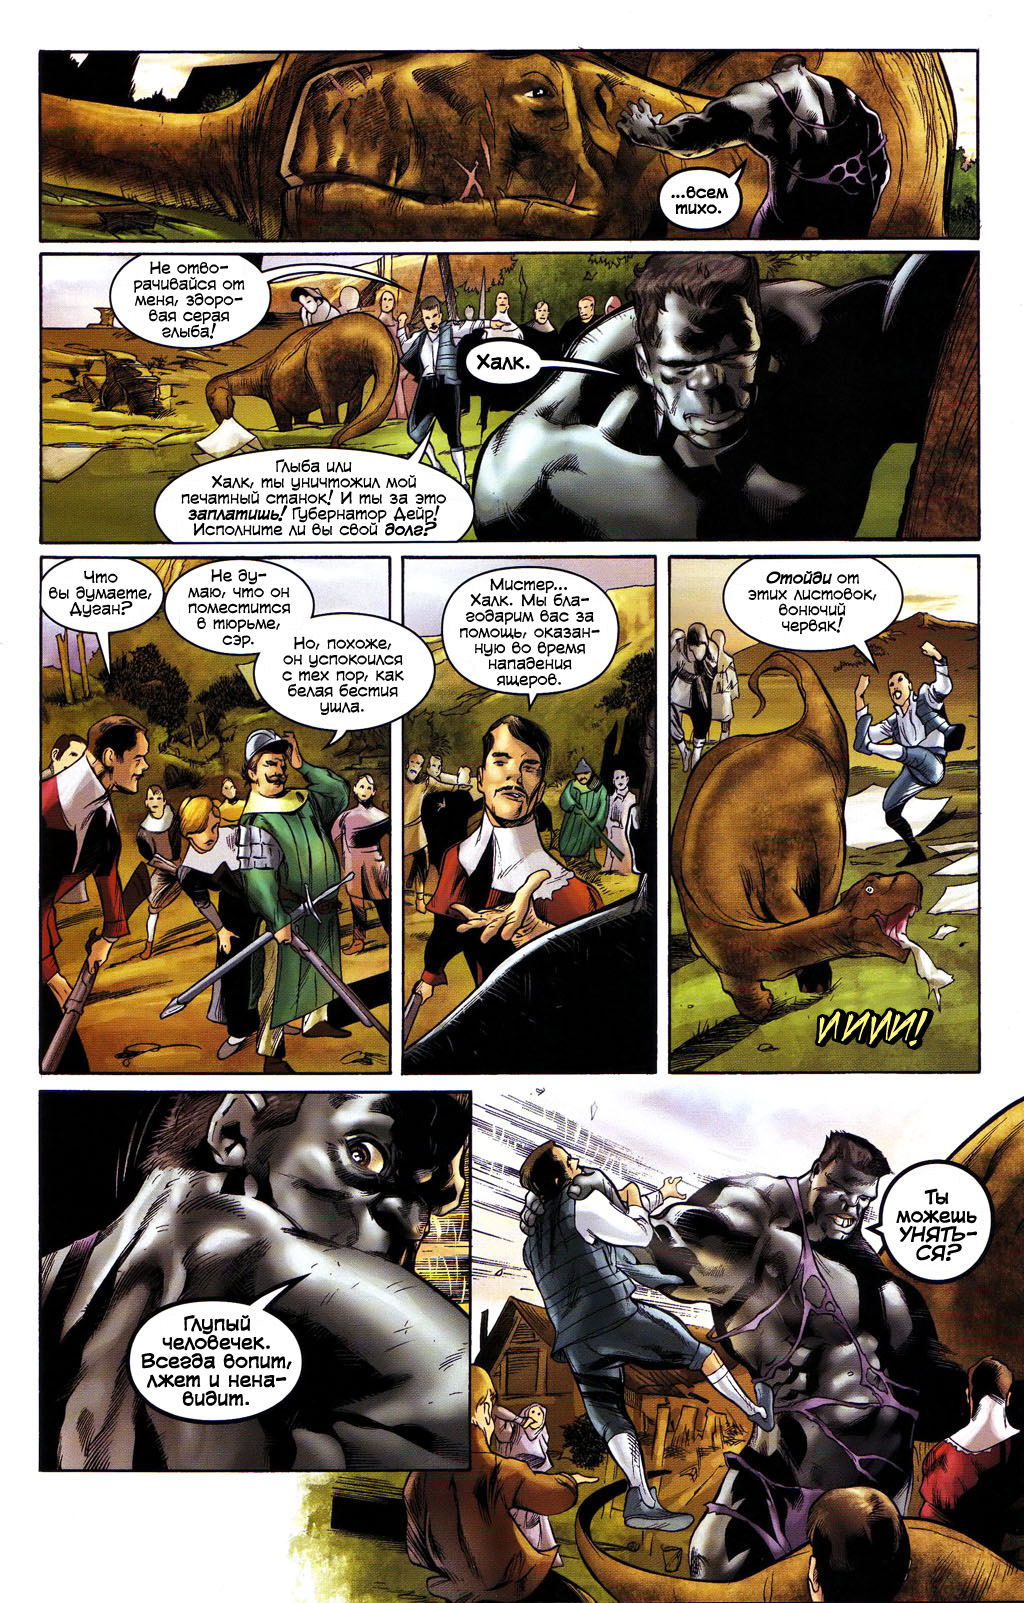 ...всем
тихо.
Не отво-
рачивайся от
меня, здоро-
вая серая
глыба!
Халк.
Глыба или
Халк, ты уничтожил мой
печатный станок! И ты за это
заплатишь! Губернатор Дейр!
Исполните ли вы свой долг?
Что
вы думаете,
Дуган?
Не ду-
маю, что он
поместится
в тюрьме,
сэр.
Но, похоже,
он успокоился
с тех пор, как
белая бестия
ушла.
Мистер...
Халк. Мы бла-
годарим вас за
помощь, оказан-
ную во время
нападения
ящеров.
Отойди от
этих листовок,
вонючий
червяк!
ИИИИ!
Глупый
человечек.
Всегда вопит,
лжет и нена-
видит.
Ты
можешь
УНЯТЬ-
СЯ?